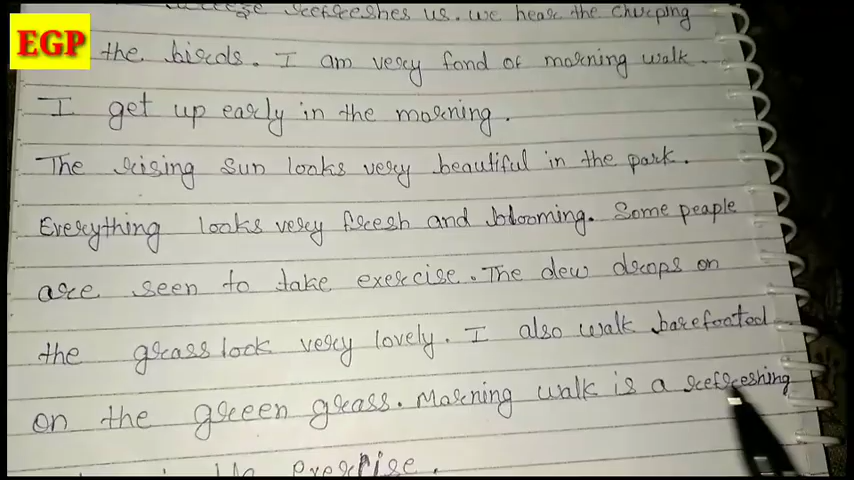 EGP
refreshes us. we hear the chirping
the birds. I am very fond of morning walk.
I get up early in the morning.
The rising sun looks very beautiful in the park.
Everything looks very fresh and blooming. Some people
are seen to take exercise. The dew drops on
the grass look very lovely. I also walk barefooted
on the green grass. Morning walk is a refreshing
exercise.